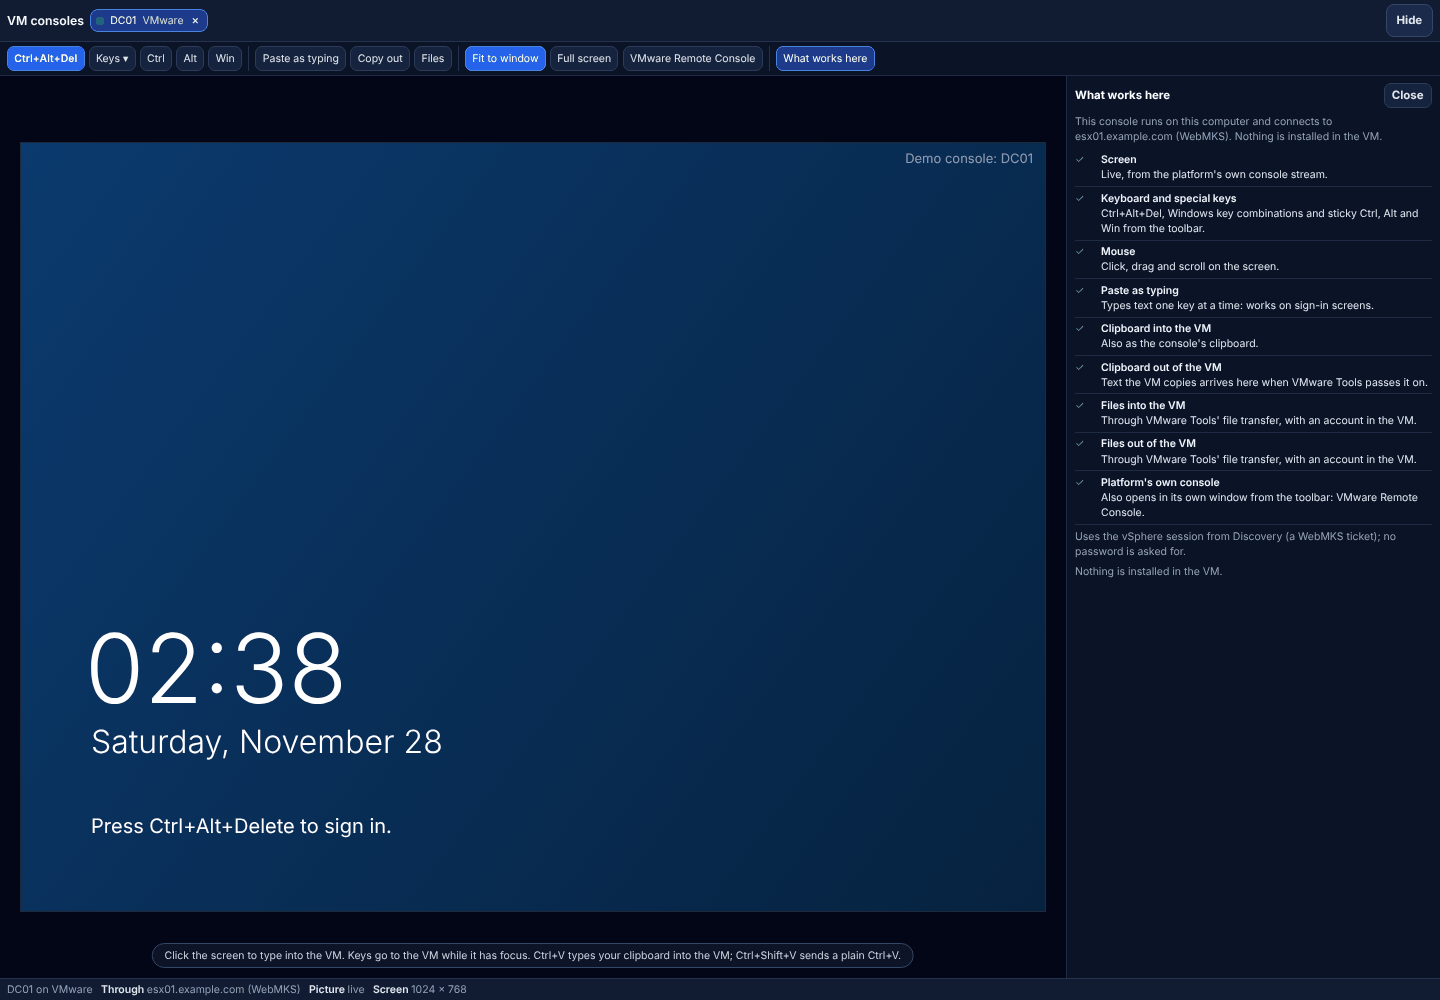 VM consoles
DC01 VMware ×
Hide
Ctrl+Alt+Del Keys ▾ Ctrl Alt Win Paste as typing Copy out Files Fit to window Full screen VMware Remote Console What works here
Demo console: DC01
02:38
Saturday, November 28
Press Ctrl+Alt+Delete to sign in.
Click the screen to type into the VM. Keys go to the VM while it has focus. Ctrl+V types your clipboard into the VM; Ctrl+Shift+V sends a plain Ctrl+V.
What works here
Close
This console runs on this computer and connects to
esx01.example.com (WebMKS). Nothing is installed in the VM.
✓ Screen
Live, from the platform's own console stream.
✓ Keyboard and special keys
Ctrl+Alt+Del, Windows key combinations and sticky Ctrl, Alt and
Win from the toolbar.
✓ Mouse
Click, drag and scroll on the screen.
✓ Paste as typing
Types text one key at a time: works on sign-in screens.
✓ Clipboard into the VM
Also as the console's clipboard.
✓ Clipboard out of the VM
Text the VM copies arrives here when VMware Tools passes it on.
✓ Files into the VM
Through VMware Tools' file transfer, with an account in the VM.
✓ Files out of the VM
Through VMware Tools' file transfer, with an account in the VM.
✓ Platform's own console
Also opens in its own window from the toolbar: VMware Remote
Console.
Uses the vSphere session from Discovery (a WebMKS ticket); no
password is asked for.
Nothing is installed in the VM.
DC01 on VMware Through esx01.example.com (WebMKS) Picture live Screen 1024 × 768